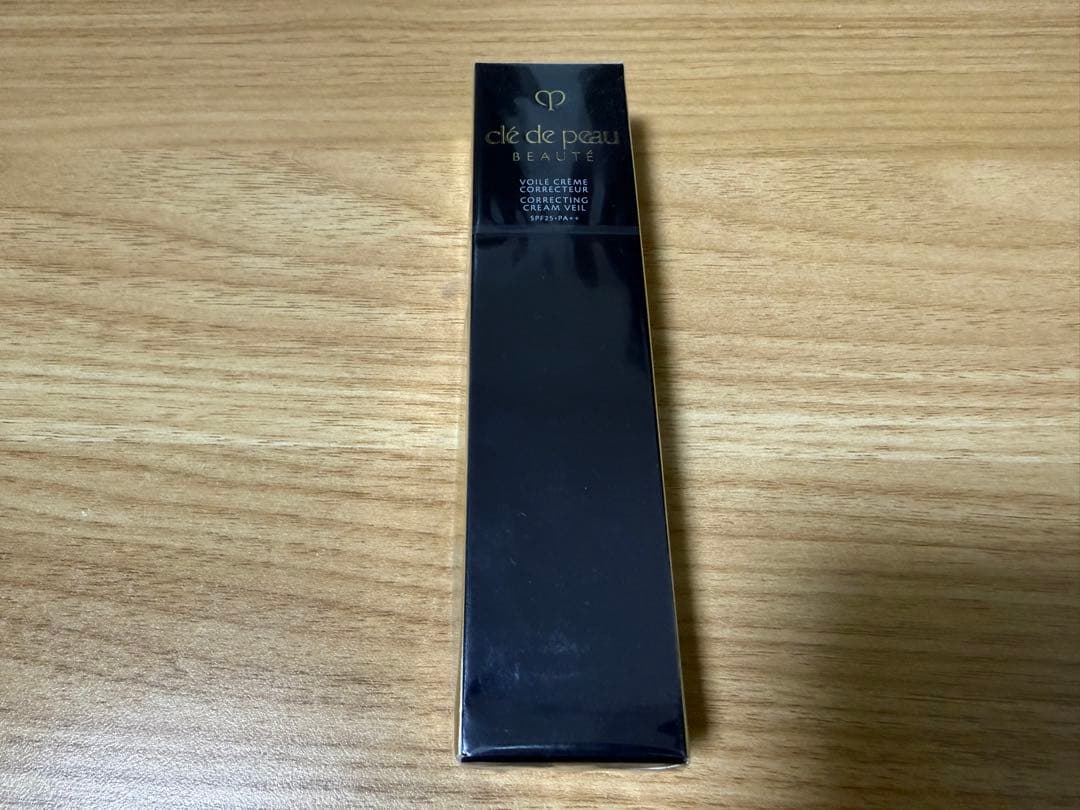 clé de peau
BEAUTÉ
VOILE CRÈME
CORRECTEUR
CORRECTING
CREAM VEIL
SPF25•PA++